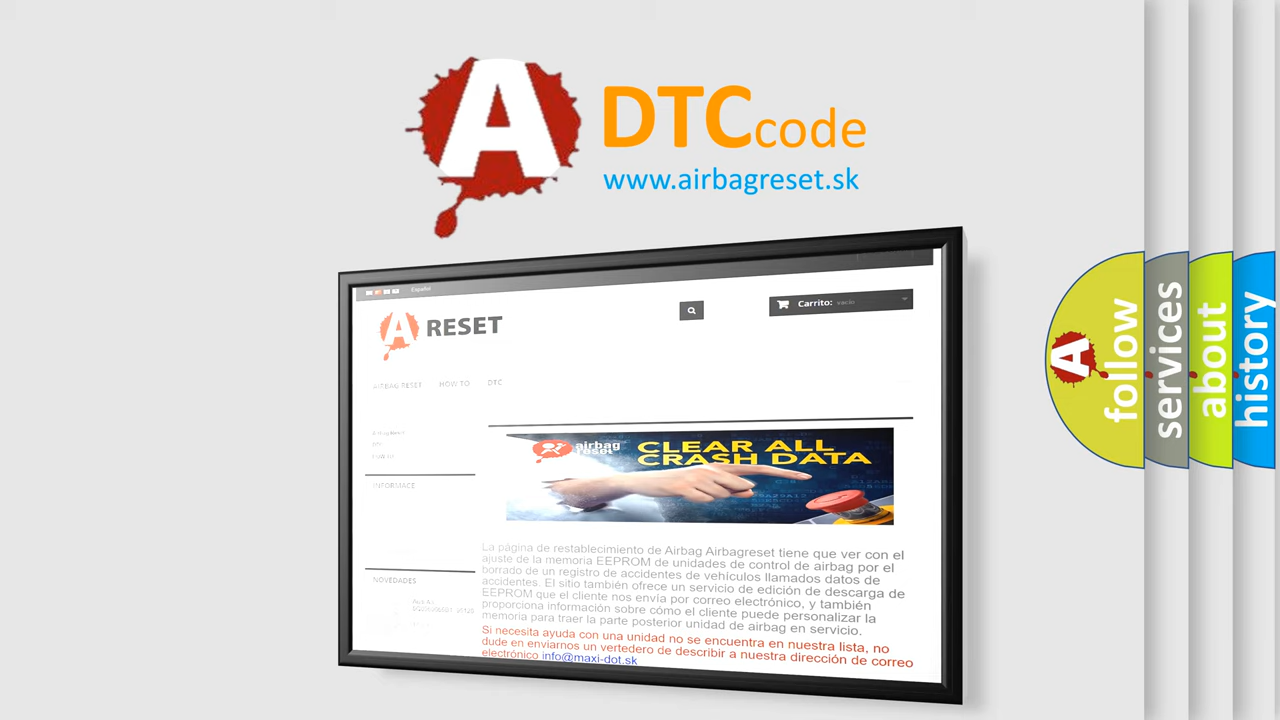 A
DTCcode
www.airbagreset.sk
Español
A RESET
Carrito: vacío
AIRBAG RESET HOW TO DTC
INFORMACE
NOVEDADES
airbag
reset
CLEAR ALL
CRASH DATA
La página de restablecimiento de Airbag Airbagreset tiene que ver con el
ajuste de la memoria EEPROM de unidades de control de airbag por el
borrado de un registro de accidentes de vehículos llamados datos de
accidentes. El sitio también ofrece un servicio de edición de descarga de
EEPROM que el cliente nos envía por correo electrónico, y también
proporciona información sobre cómo el cliente puede personalizar la
memoria para traer la parte posterior unidad de airbag en servicio.
Si necesita ayuda con una unidad no se encuentra en nuestra lista, no
dude en enviarnos un vertedero de describir a nuestra dirección de correo
electrónico info@maxi-dot.sk
A
follow
services
about
history